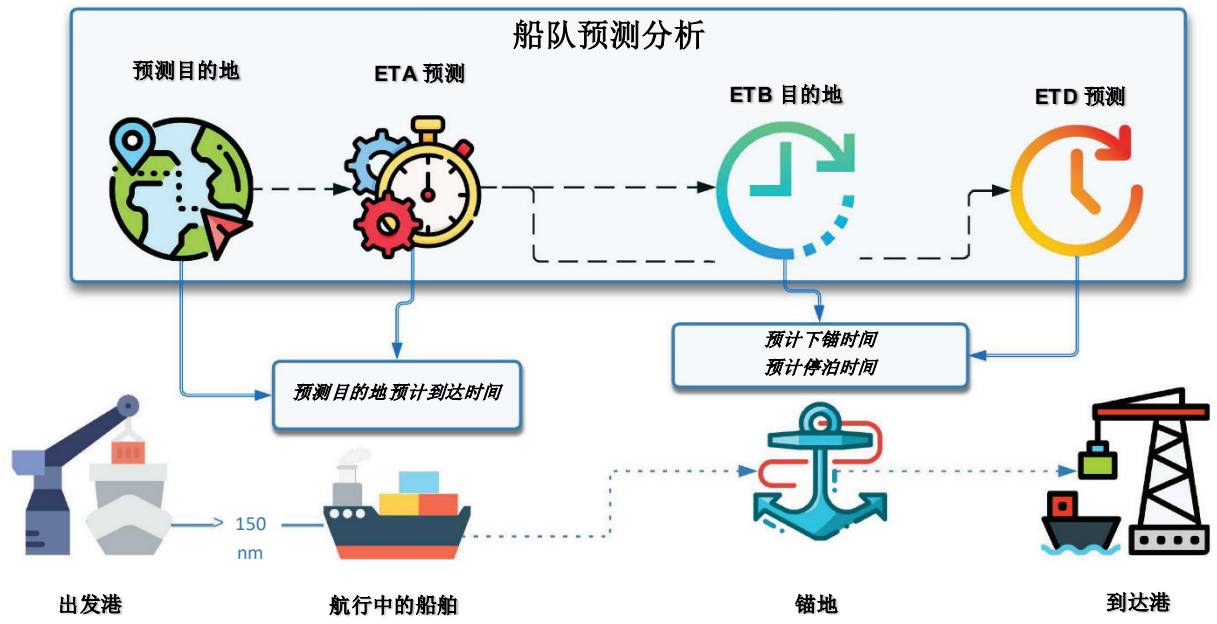 船队预测分析
预测目的地
ETA 预测
ETB 目的地
ETD 预测
预计下锚时间
预计停泊时间
预测目的地预计到达时间
> 150
nm
出发港
航行中的船舶
锚地
到达港